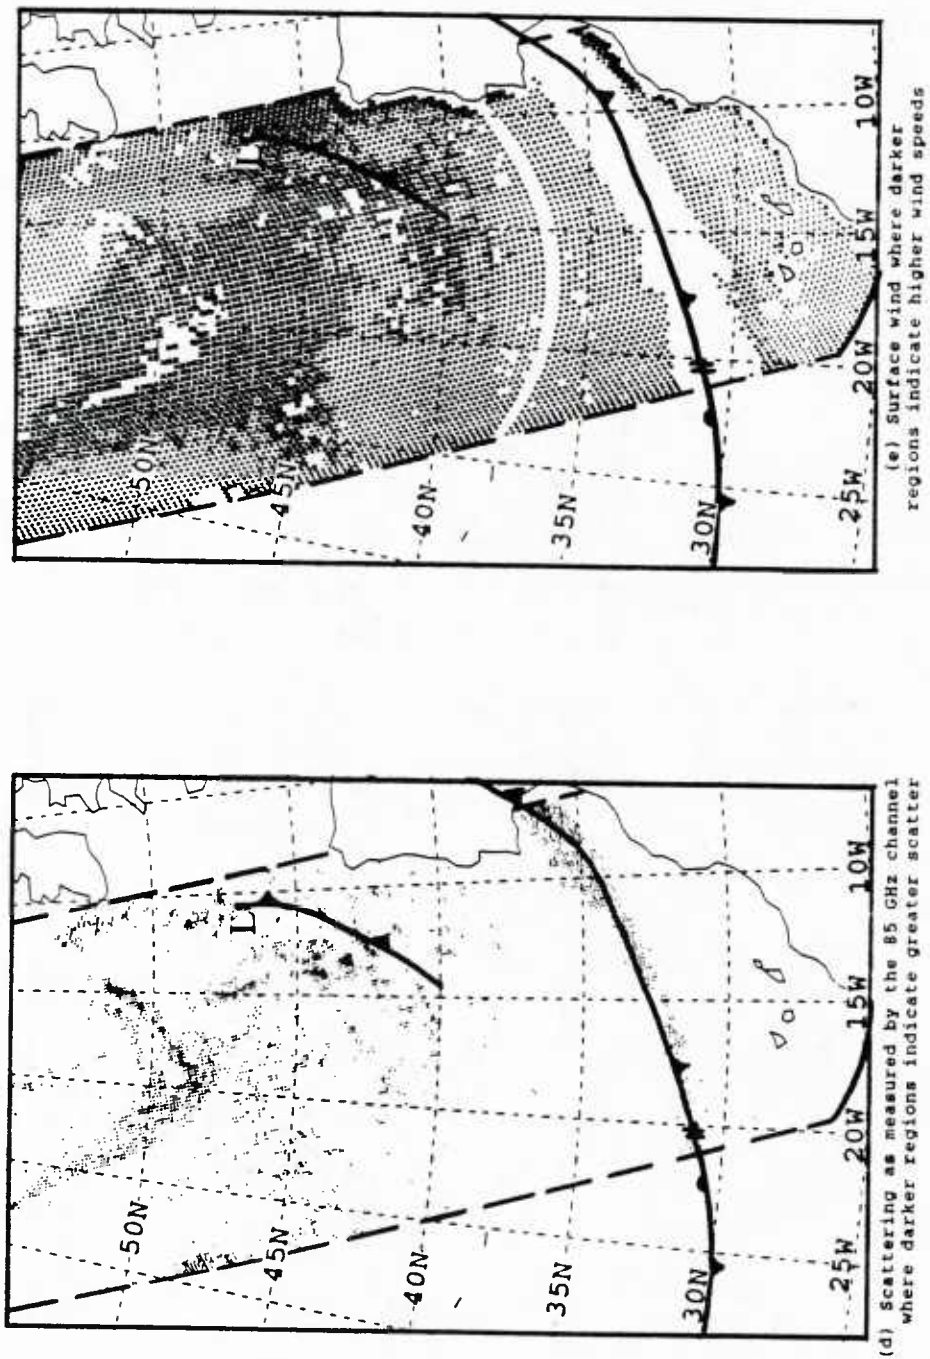 L
50N
45N
40N
35N
30N
25W
20W
15W
10W
(d) Scattering as measured by the 85 GHz channel
where darker regions indicate greater scatter
L
50N
45N
40N
35N
30N
25W
20W
15W
10W
(e) Surface wind where darker
regions indicate higher wind speeds